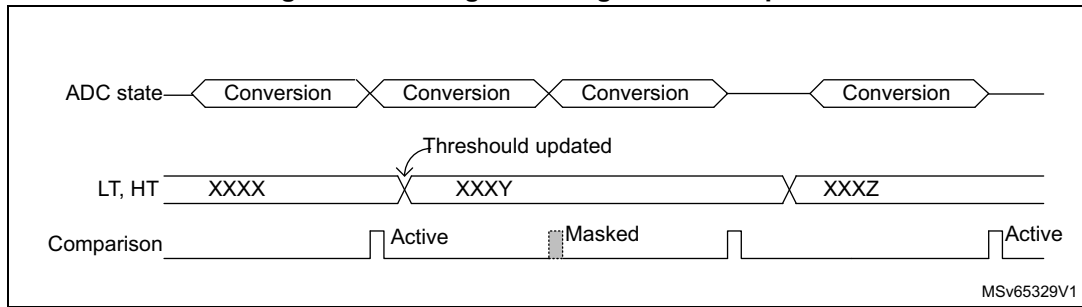 ADC state Conversion Conversion Conversion Conversion
Threshould updated
LT, HT XXXX XXXY XXXZ
Comparison Active Masked Active
MSv65329V1